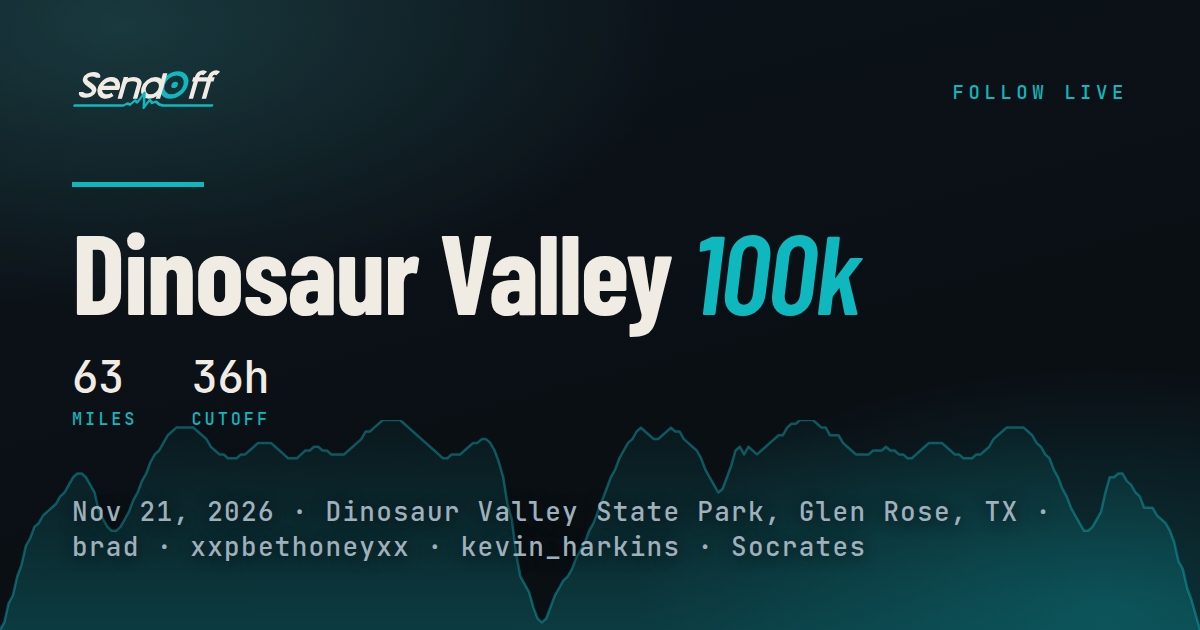 SendOff
FOLLOW LIVE
Dinosaur Valley 100k
63 36h
MILES CUTOFF
Nov 21, 2026 · Dinosaur Valley State Park, Glen Rose, TX ·
brad · xxpbethoneyxx · kevin_harkins · Socrates